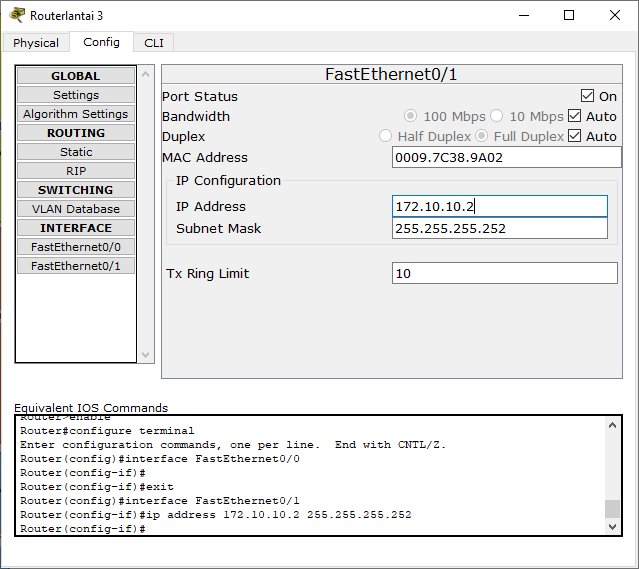 Routerlantai 3
Physical
Config
CLI
GLOBAL
Settings
Algorithm Settings
ROUTING
Static
RIP
SWITCHING
VLAN Database
INTERFACE
FastEthernet0/0
FastEthernet0/1
FastEthernet0/1
Port Status On
Bandwidth 100 Mbps 10 Mbps Auto
Duplex Half Duplex Full Duplex Auto
MAC Address 0009.7C38.9A02
IP Configuration
IP Address 172.10.10.2
Subnet Mask 255.255.255.252
Tx Ring Limit 10
Equivalent IOS Commands
Router>enable
Router#configure terminal
Enter configuration commands, one per line. End with CNTL/Z.
Router(config)#interface FastEthernet0/0
Router(config-if)#
Router(config-if)#exit
Router(config)#interface FastEthernet0/1
Router(config-if)#ip address 172.10.10.2 255.255.255.252
Router(config-if)#